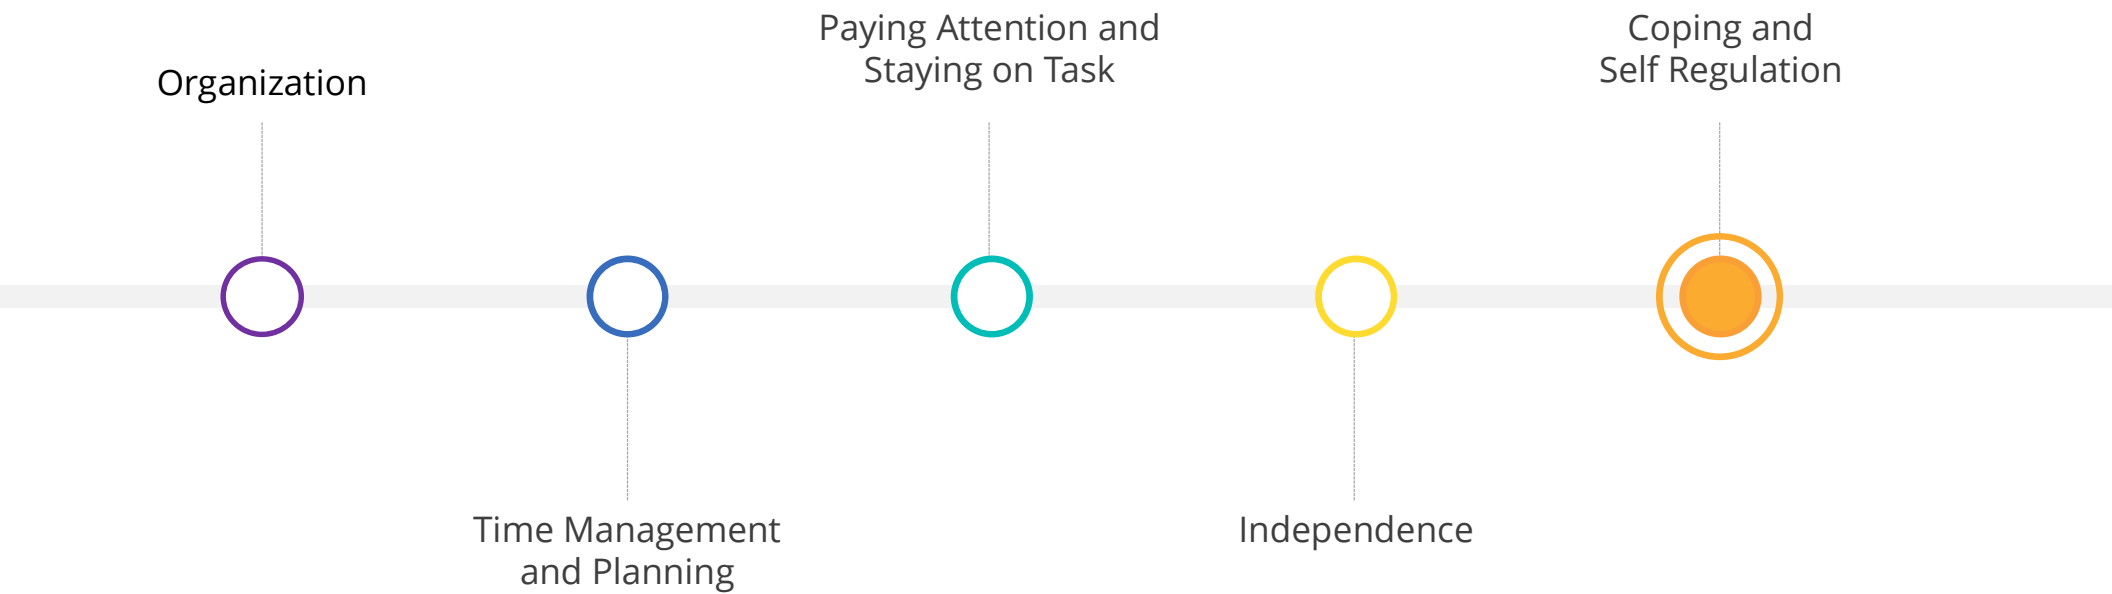 Organization
Time Management
and Planning
Paying Attention and
Staying on Task
Independence
Coping and
Self Regulation